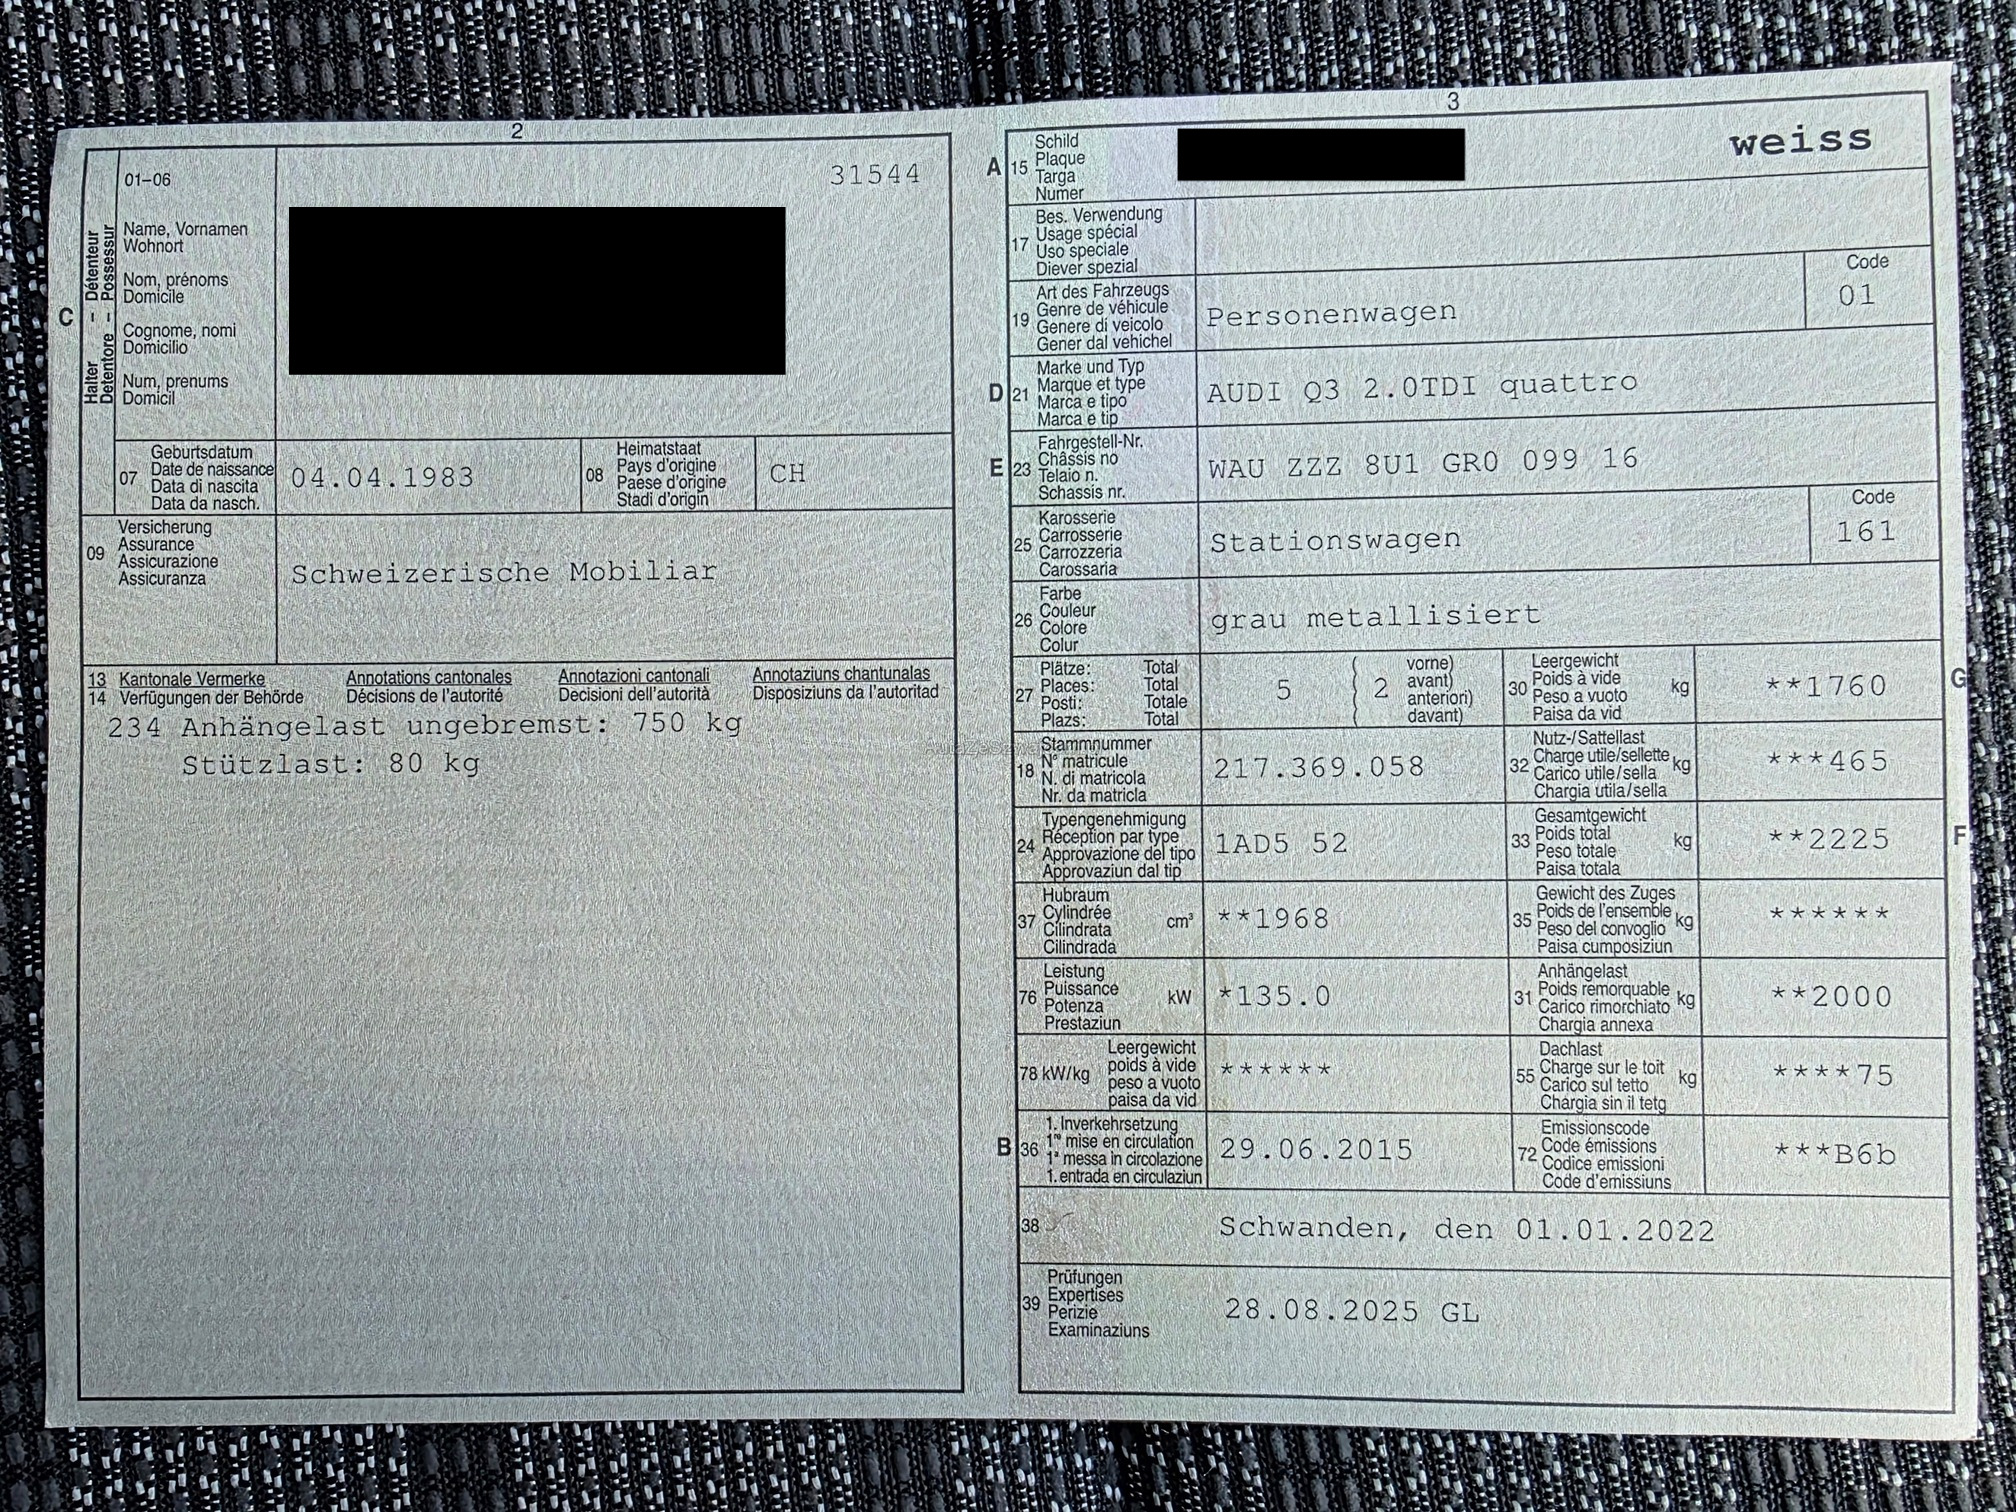 2
01–06
31544
C
Halter – Détenteur
Detentore – Possessur
Name, Vornamen
Wohnort
Nom, prénoms
Domicile
Cognome, nomi
Domicilio
Num, prenums
Domicil
07
Geburtsdatum
Date de naissance
Data di nascita
Data da nasch.
04.04.1983
08
Heimatstaat
Pays d'origine
Paese d'origine
Stadi d'origin
CH
09
Versicherung
Assurance
Assicurazione
Assicuranza
Schweizerische Mobiliar
13 Kantonale Vermerke Annotations cantonales Annotazioni cantonali Annotaziuns chantunalas
14 Verfügungen der Behörde Décisions de l'autorité Decisioni dell'autorità Disposiziuns da l'autoritad
234 Anhängelast ungebremst: 750 kg
Stützlast: 80 kg
3
A 15
Schild
Plaque
Targa
Numer
weiss
17
Bes. Verwendung
Usage spécial
Uso speciale
Diever spezial
19
Art des Fahrzeugs
Genre de véhicule
Genere di veicolo
Gener dal vehichel
Personenwagen
Code
01
D 21
Marke und Typ
Marque et type
Marca e tipo
Marca e tip
AUDI Q3 2.0TDI quattro
E 23
Fahrgestell-Nr.
Châssis no
Telaio n.
Schassis nr.
WAU ZZZ 8U1 GR0 099 16
25
Karosserie
Carrosserie
Carrozzeria
Carossaria
Stationswagen
Code
161
26
Farbe
Couleur
Colore
Colur
grau metallisiert
27
Plätze: Total
Places: Total
Posti: Totale
Plazs: Total
5
( 2 vorne)
( avant)
( anteriori)
( davant)
30
Leergewicht
Poids à vide
Peso a vuoto
Paisa da vid
kg
**1760
G
18
Stammnummer
N° matricule
N. di matricola
Nr. da matricla
217.369.058
32
Nutz-/Sattellast
Charge utile/sellette
Carico utile/sella
Chargia utila/sella
kg
***465
24
Typengenehmigung
Réception par type
Approvazione del tipo
Approvaziun dal tip
1AD5 52
33
Gesamtgewicht
Poids total
Peso totale
Paisa totala
kg
**2225
F
37
Hubraum
Cylindrée
Cilindrata
Cilindrada
cm³
**1968
35
Gewicht des Zuges
Poids de l'ensemble
Peso del convoglio
Paisa cumposiziun
kg
******
76
Leistung
Puissance
Potenza
Prestaziun
kW
*135.0
31
Anhängelast
Poids remorquable
Carico rimorchiato
Chargia annexa
kg
**2000
78 kW/kg
Leergewicht
poids à vide
peso a vuoto
paisa da vid
******
55
Dachlast
Charge sur le toit
Carico sul tetto
Chargia sin il tetg
kg
****75
B 36
1. Inverkehrsetzung
1re mise en circulation
1a messa in circolazione
1. entrada en circulaziun
29.06.2015
72
Emissionscode
Code émissions
Codice emissioni
Code d'emissiuns
***B6b
38
Schwanden, den 01.01.2022
39
Prüfungen
Expertises
Perizie
Examinaziuns
28.08.2025 GL